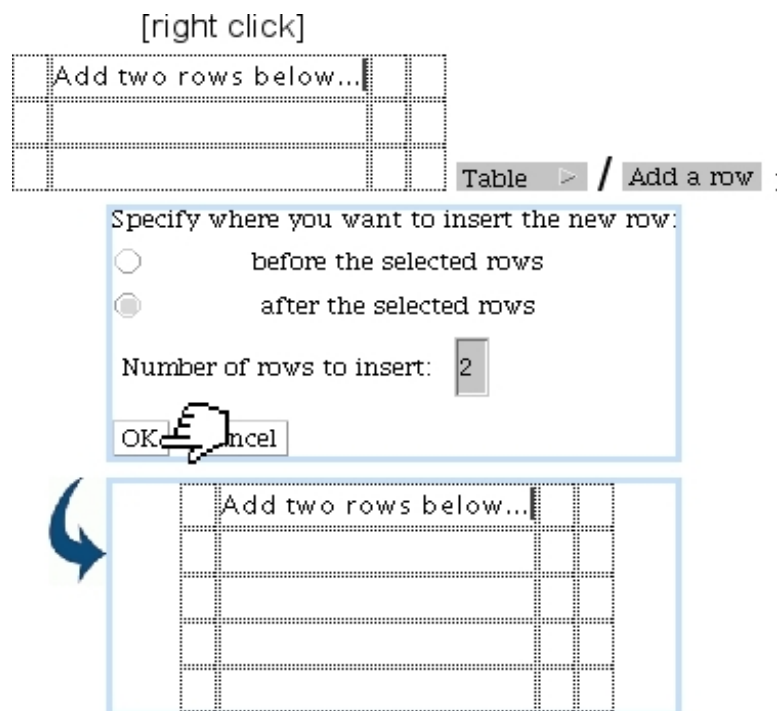 [right click]
Add two rows below...
Table / Add a row
Specify where you want to insert the new row:
before the selected rows
after the selected rows
Number of rows to insert: 2
OK ncel
Add two rows below...